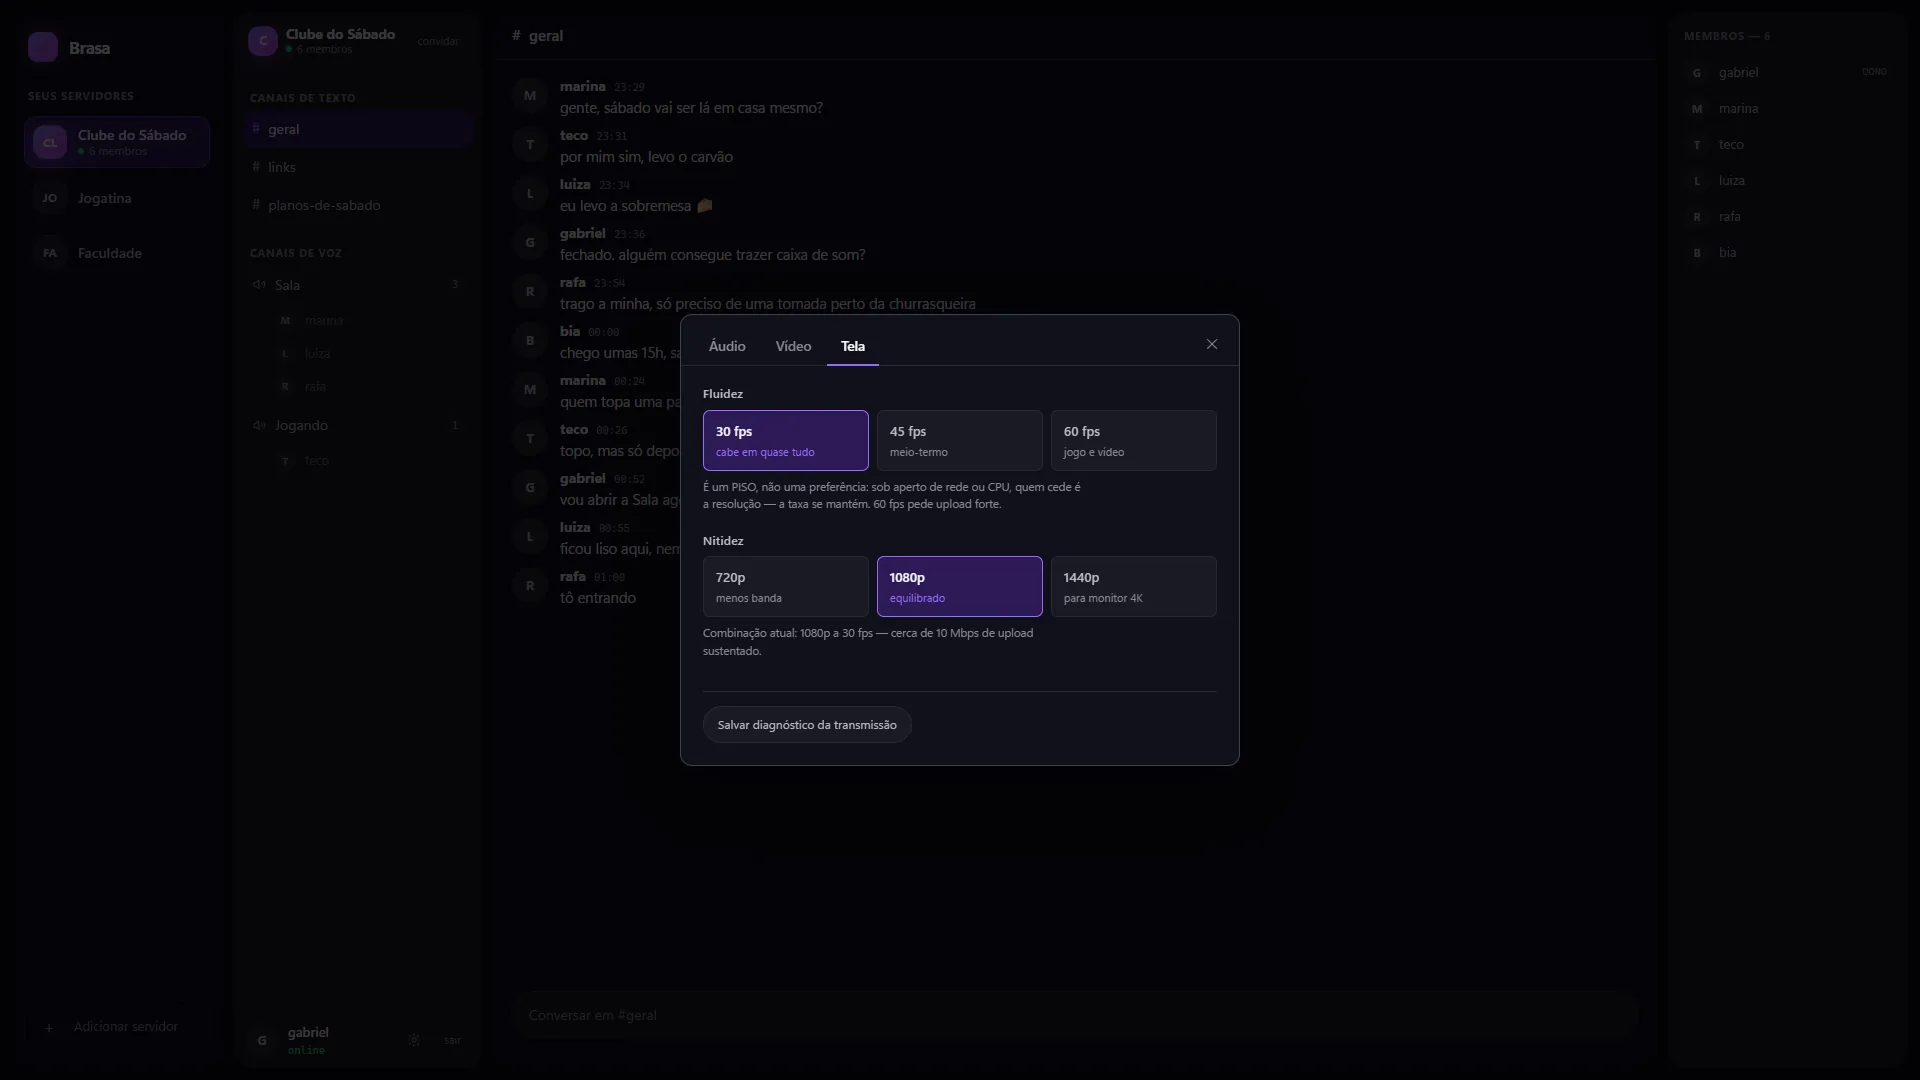 Brasa
SEUS SERVIDORES
CL
Clube do Sábado
6 membros
JO
Jogatina
FA
Faculdade
+ Adicionar servidor
C
Clube do Sábado
6 membros
convidar
CANAIS DE TEXTO
# geral
# links
# planos-de-sabado
CANAIS DE VOZ
Sala 3
M marina
L luiza
R rafa
Jogando 1
T teco
G
gabriel
online
sair
# geral
M
marina 23:29
gente, sábado vai ser lá em casa mesmo?
T
teco 23:31
por mim sim, levo o carvão
L
luiza 23:34
eu levo a sobremesa
G
gabriel 23:36
fechado. alguém consegue trazer caixa de som?
R
rafa 23:54
trago a minha, só preciso de uma tomada perto da churrasqueira
B
bia 00:00
chego umas 15h, sa
M
marina 00:24
quem topa uma pa
T
teco 00:26
topo, mas só depo
G
gabriel 00:52
vou abrir a Sala ag
L
luiza 00:55
ficou liso aqui, nem
R
rafa 01:00
tô entrando
Conversar em #geral
Áudio Vídeo Tela
Fluidez
30 fps
cabe em quase tudo
45 fps
meio-termo
60 fps
jogo e vídeo
É um PISO, não uma preferência: sob aperto de rede ou CPU, quem cede é
a resolução — a taxa se mantém. 60 fps pede upload forte.
Nitidez
720p
menos banda
1080p
equilibrado
1440p
para monitor 4K
Combinação atual: 1080p a 30 fps — cerca de 10 Mbps de upload
sustentado.
Salvar diagnóstico da transmissão
MEMBROS — 6
G gabriel DONO
M marina
T teco
L luiza
R rafa
B bia